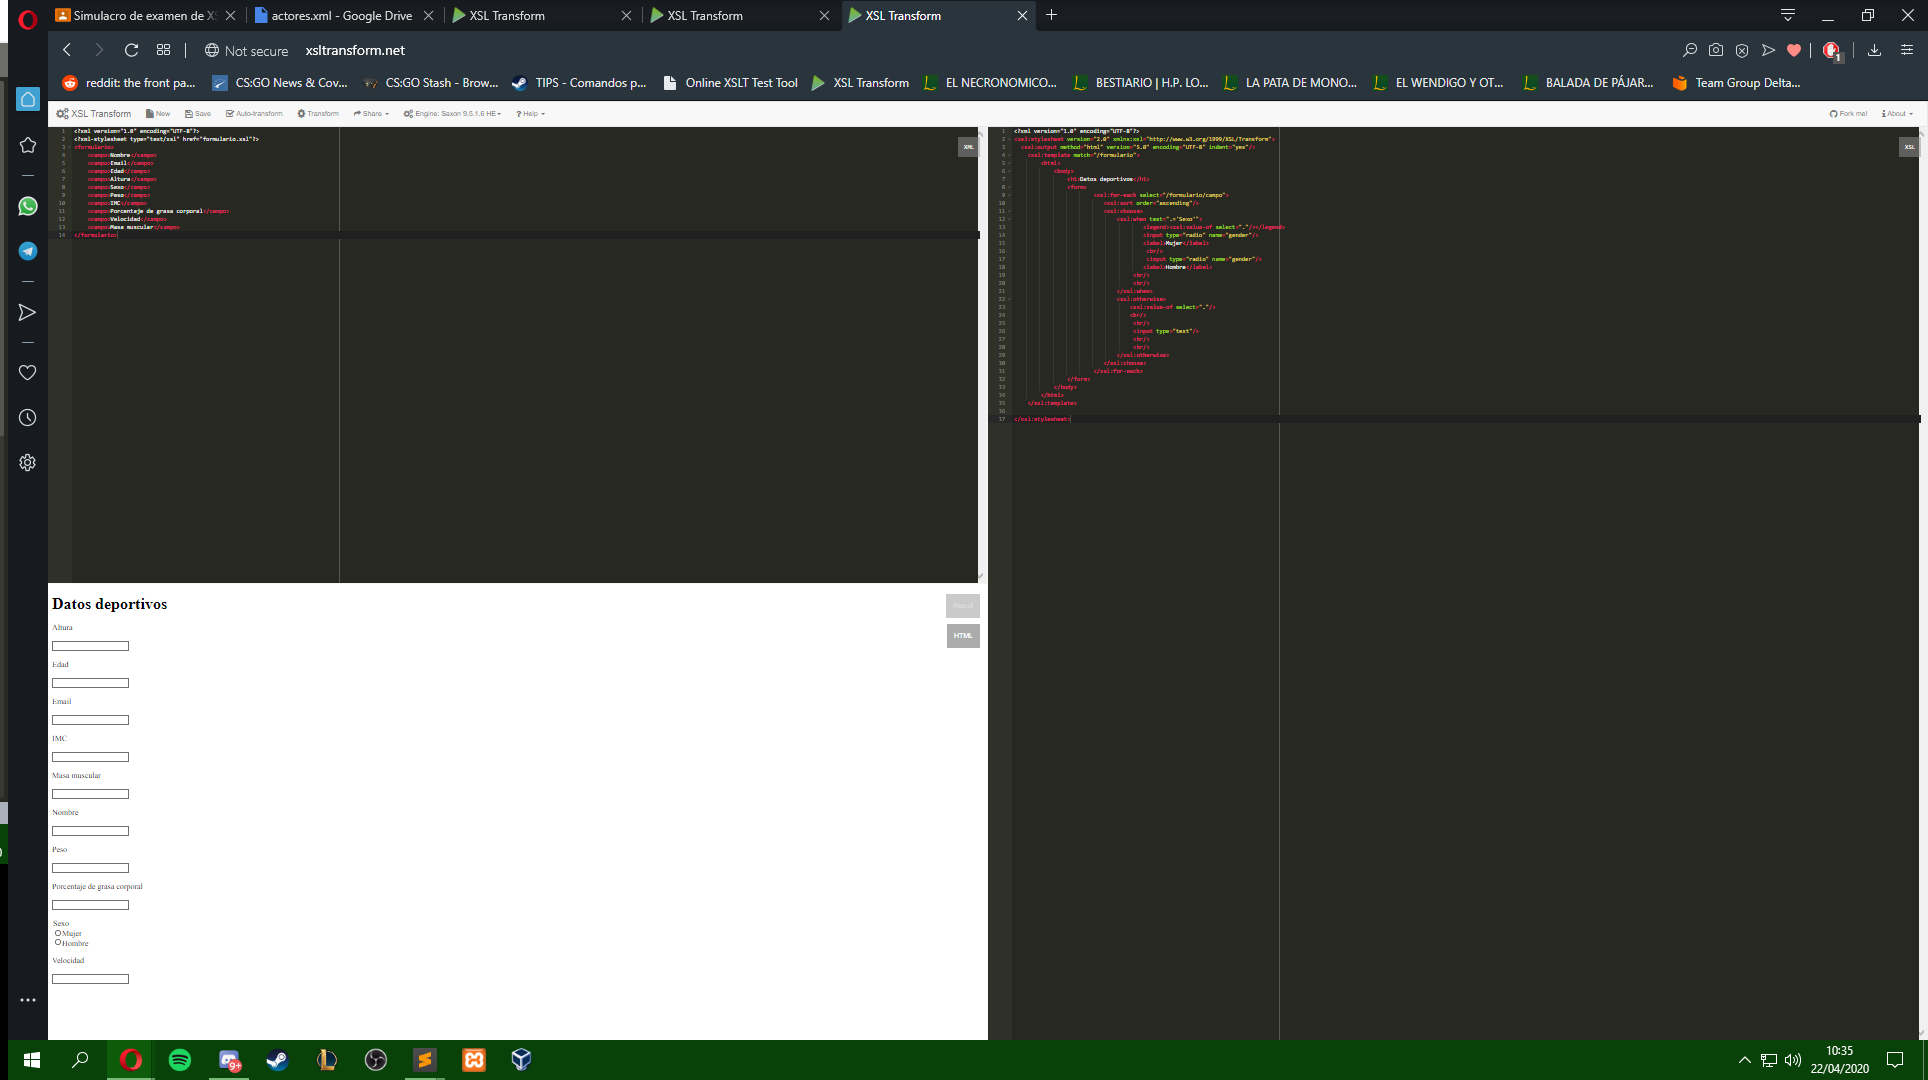 Simulacro de examen de XS
actores.xml - Google Drive
XSL Transform
XSL Transform
XSL Transform
Not secure
xsltransform.net
1
reddit: the front pa...
CS:GO News & Cov...
CS:GO Stash - Brow...
TIPS - Comandos p...
Online XSLT Test Tool
XSL Transform
EL NECRONOMICO...
BESTIARIO | H.P. LO...
LA PATA DE MONO...
EL WENDIGO Y OT...
BALADA DE PÁJAR...
Team Group Delta...
XSL Transform
New
Save
Auto-transform
Transform
Share
Engine: Saxon 9.5.1.6 HE
? Help
Fork me!
About
XML
1 <?xml version="1.0" encoding="UTF-8"?>
2 <?xml-stylesheet type="text/xsl" href="formulario.xsl"?>
3 <formulario>
4 <campo>Nombre</campo>
5 <campo>Email</campo>
6 <campo>Edad</campo>
7 <campo>Altura</campo>
8 <campo>Sexo</campo>
9 <campo>Peso</campo>
10 <campo>IMC</campo>
11 <campo>Porcentaje de grasa corporal</campo>
12 <campo>Velocidad</campo>
13 <campo>Masa muscular</campo>
14 </formulario>
XSL
1 <?xml version="1.0" encoding="UTF-8"?>
2 <xsl:stylesheet version="2.0" xmlns:xsl="http://www.w3.org/1999/XSL/Transform">
3 <xsl:output method="html" version="5.0" encoding="UTF-8" indent="yes"/>
4 <xsl:template match="/formulario">
5 <html>
6 <body>
7 <h1>Datos deportivos</h1>
8 <form>
9 <xsl:for-each select="/formulario/campo">
10 <xsl:sort order="ascending"/>
11 <xsl:choose>
12 <xsl:when test=".='Sexo'">
13 <legend><xsl:value-of select="."/></legend>
14 <input type="radio" name="gender"/>
15 <label>Mujer</label>
16 <br/>
17 <input type="radio" name="gender"/>
18 <label>Hombre</label>
19 <br/>
20 <br/>
21 </xsl:when>
22 <xsl:otherwise>
23 <xsl:value-of select="."/>
24 <br/>
25 <br/>
26 <input type="text"/>
27 <br/>
28 <br/>
29 </xsl:otherwise>
30 </xsl:choose>
31 </xsl:for-each>
32 </form>
33 </body>
34 </html>
35 </xsl:template>
36
37 </xsl:stylesheet>
Datos deportivos
Result
HTML
Altura
Edad
Email
IMC
Masa muscular
Nombre
Peso
Porcentaje de grasa corporal
Sexo
Mujer
Hombre
Velocidad
9+
10:35
22/04/2020